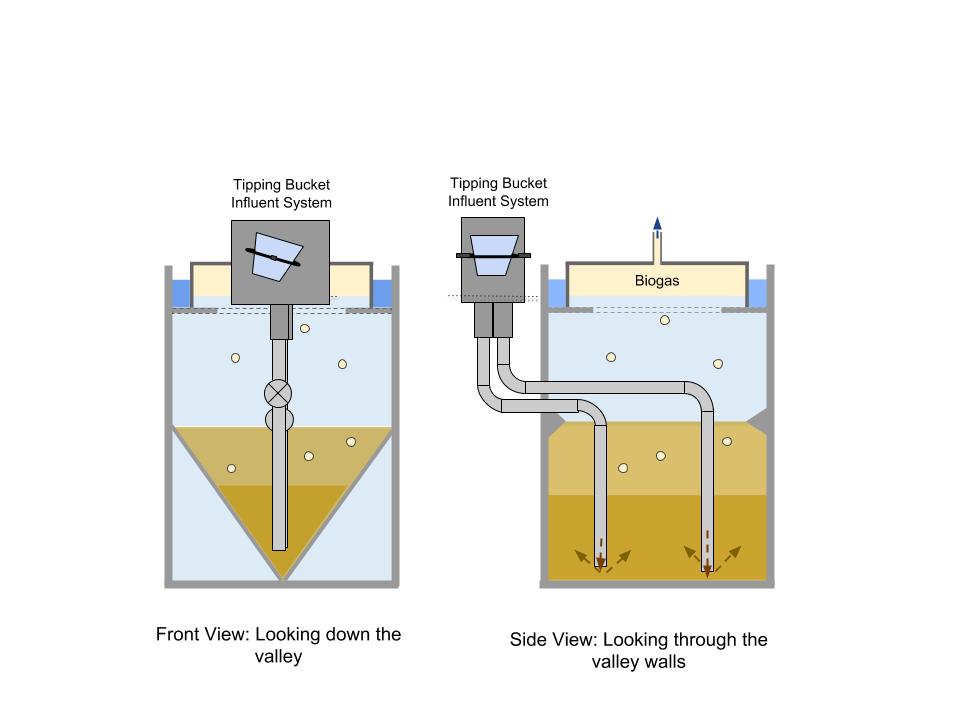 Tipping Bucket
Influent System
Tipping Bucket
Influent System
Biogas
Front View: Looking down the
valley
Side View: Looking through the
valley walls